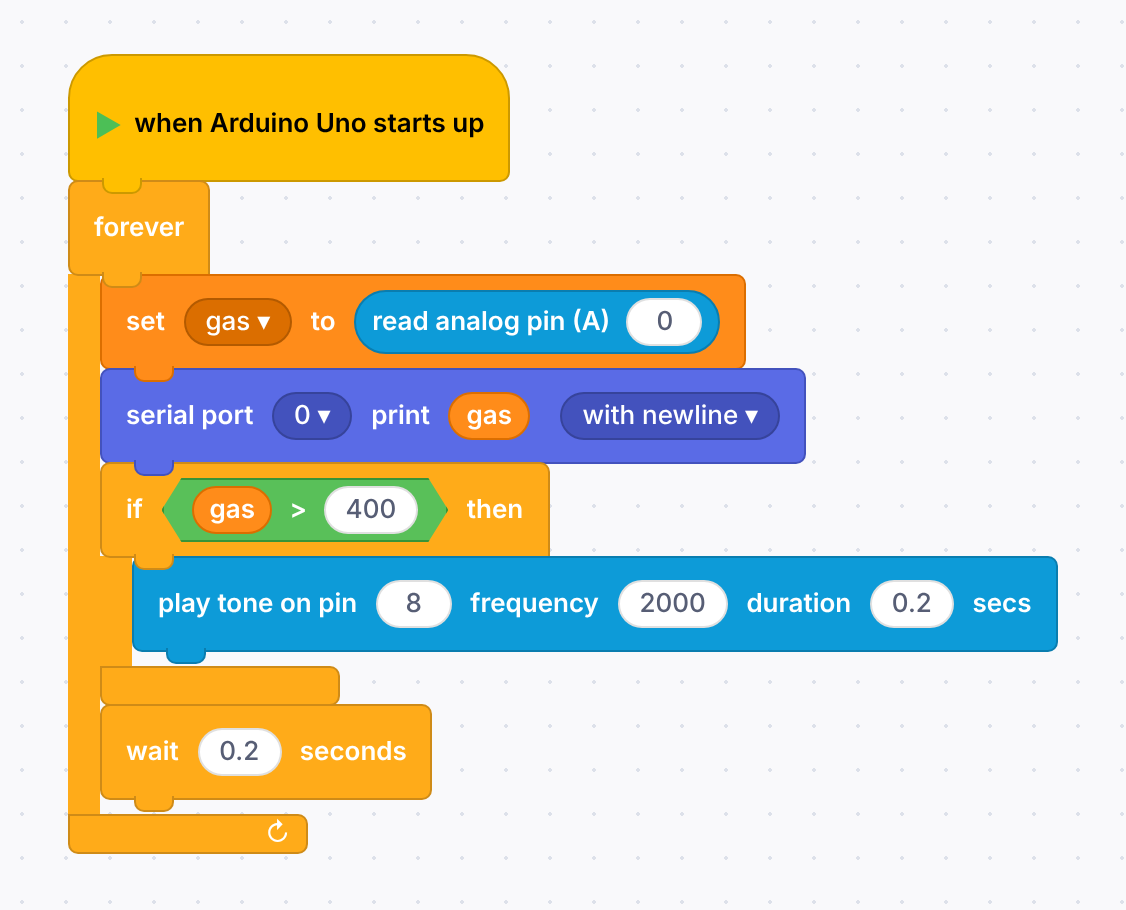 when Arduino Uno starts up
forever
set gas ▾ to read analog pin (A) 0
serial port 0 ▾ print gas with newline ▾
if gas > 400 then
play tone on pin 8 frequency 2000 duration 0.2 secs
wait 0.2 seconds